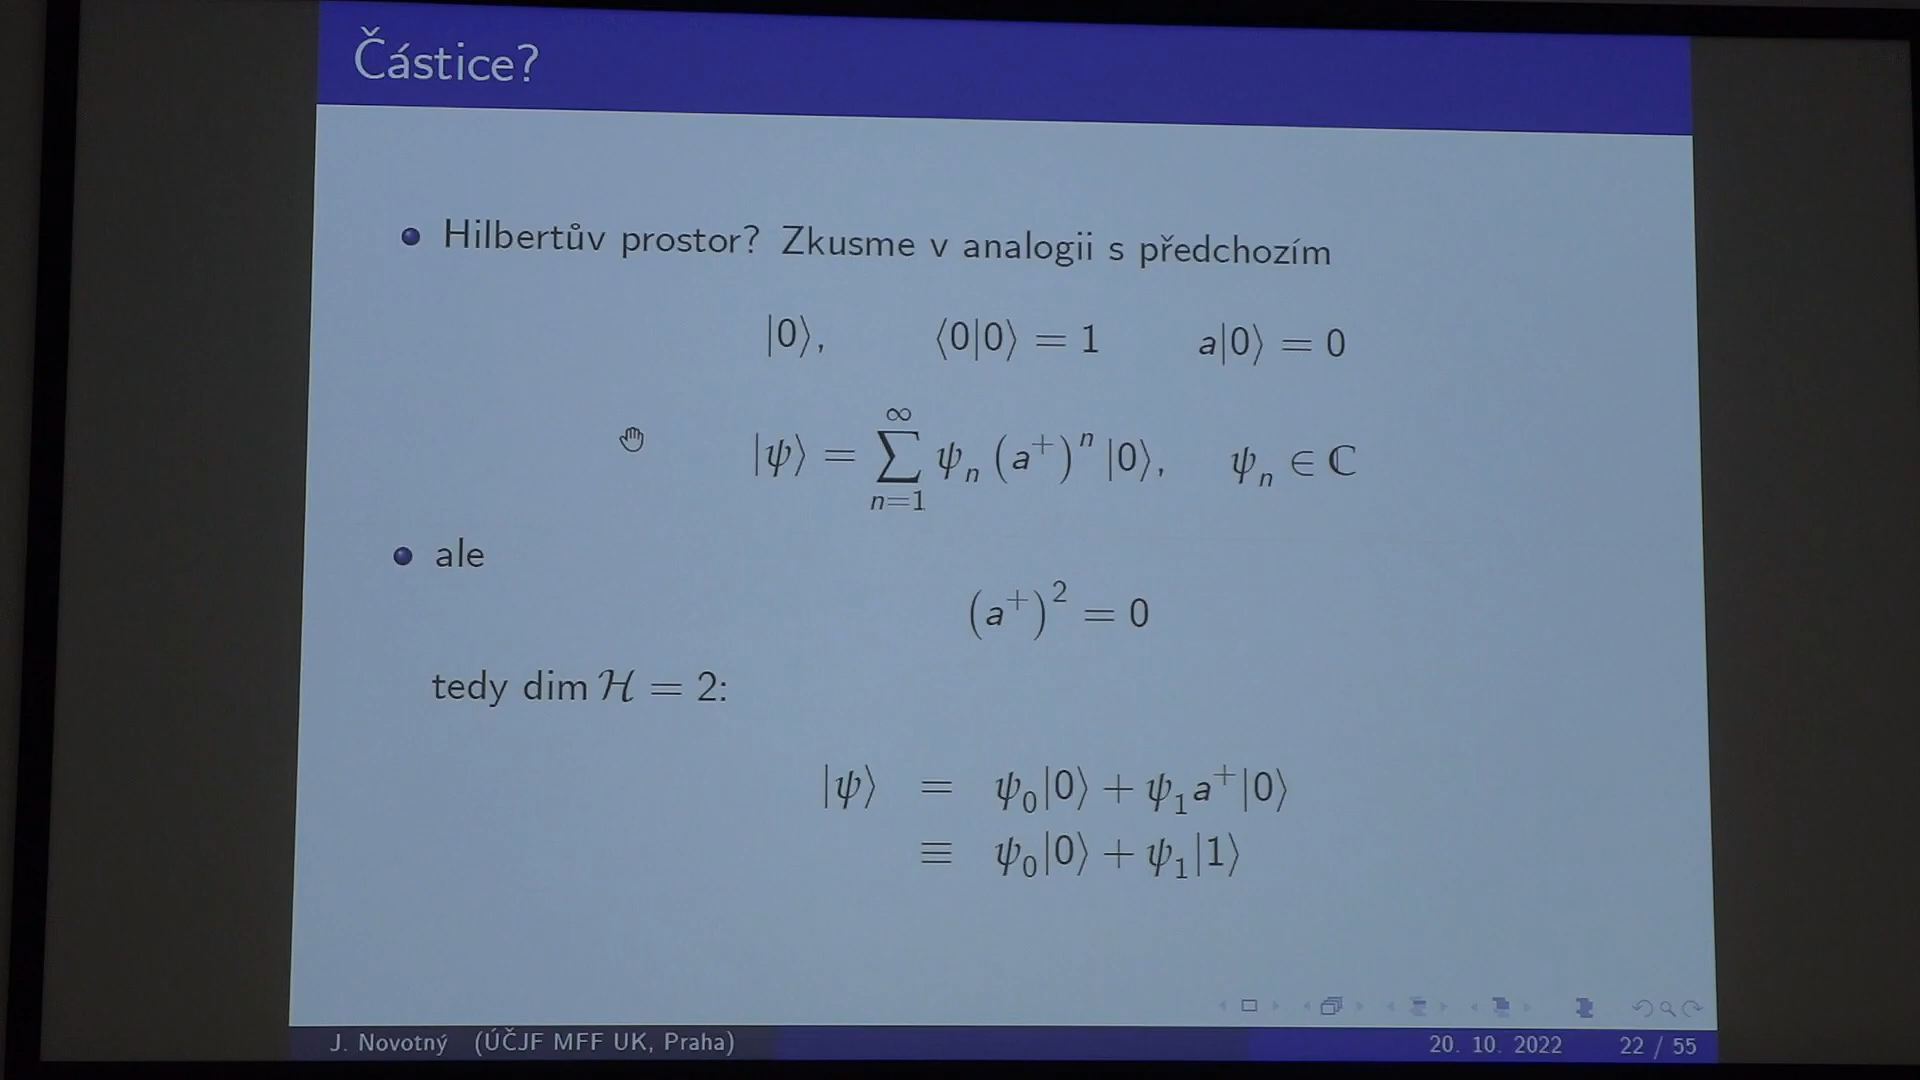 Částice?
Hilbertův prostor? Zkusme v analogii s předchozím
|0⟩, ⟨0|0⟩ = 1 a|0⟩ = 0
|ψ⟩ = ∑_{n=1}^{∞} ψ_n (a⁺)ⁿ |0⟩, ψ_n ∈ ℂ
ale
(a⁺)² = 0
tedy dim ℋ = 2:
|ψ⟩ = ψ₀|0⟩ + ψ₁a⁺|0⟩
≡ ψ₀|0⟩ + ψ₁|1⟩
J. Novotný (ÚČJF MFF UK, Praha) 20. 10. 2022 22 / 55